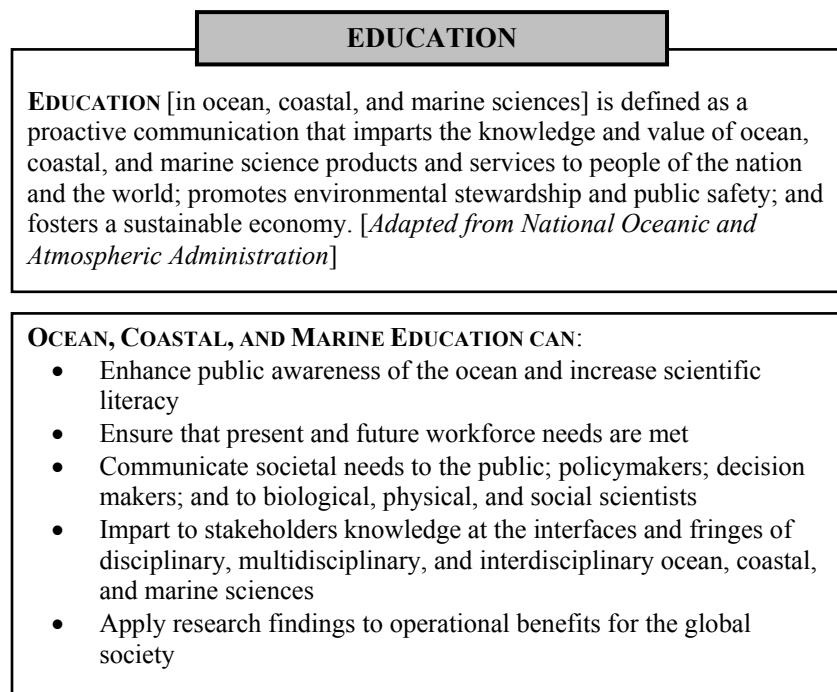 EDUCATION
EDUCATION [in ocean, coastal, and marine sciences] is defined as a
proactive communication that imparts the knowledge and value of ocean,
coastal, and marine science products and services to people of the nation
and the world; promotes environmental stewardship and public safety; and
fosters a sustainable economy. [Adapted from National Oceanic and
Atmospheric Administration]
OCEAN, COASTAL, AND MARINE EDUCATION CAN:
• Enhance public awareness of the ocean and increase scientific
literacy
• Ensure that present and future workforce needs are met
• Communicate societal needs to the public; policymakers; decision
makers; and to biological, physical, and social scientists
• Impart to stakeholders knowledge at the interfaces and fringes of
disciplinary, multidisciplinary, and interdisciplinary ocean, coastal,
and marine sciences
• Apply research findings to operational benefits for the global
society